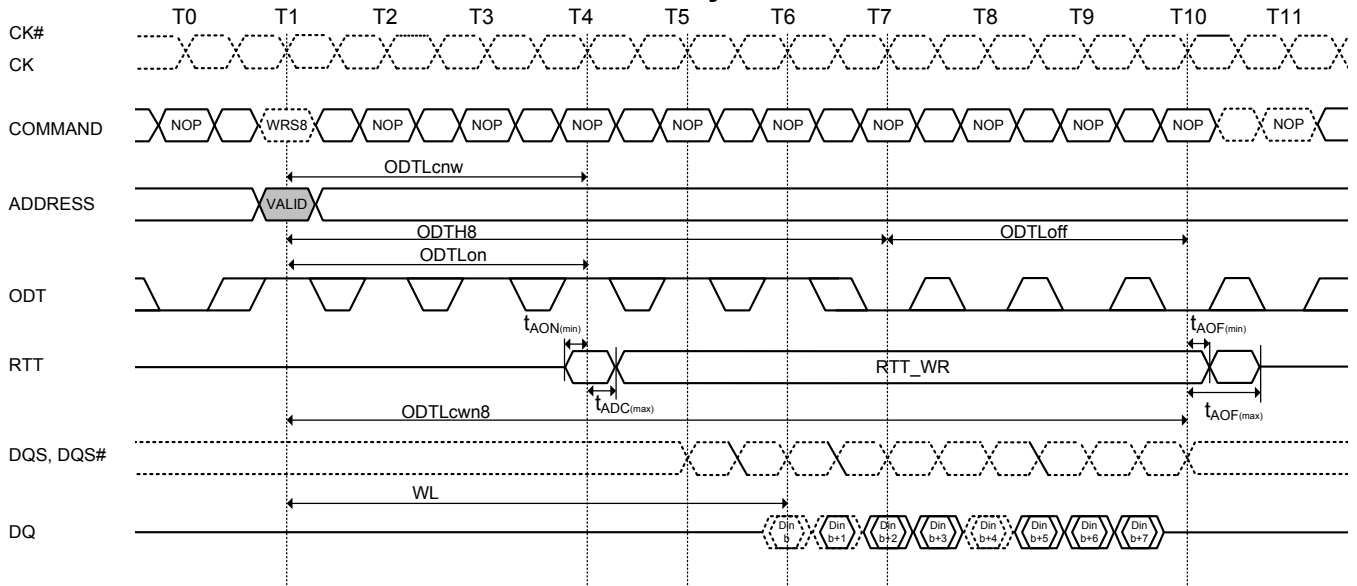 T0 T1 T2 T3 T4 T5 T6 T7 T8 T9 T10 T11
CK#
CK
COMMAND NOP WRS8 NOP NOP NOP NOP NOP NOP NOP NOP NOP NOP
ODTLcnw
ADDRESS VALID
ODTH8 ODTLoff
ODTLon
ODT
tAON(min) tAOF(min)
RTT RTT_WR
tADC(max) tAOF(max)
ODTLcwn8
DQS, DQS#
WL
DQ Din b Din b+1 Din b+2 Din b+3 Din b+4 Din b+5 Din b+6 Din b+7